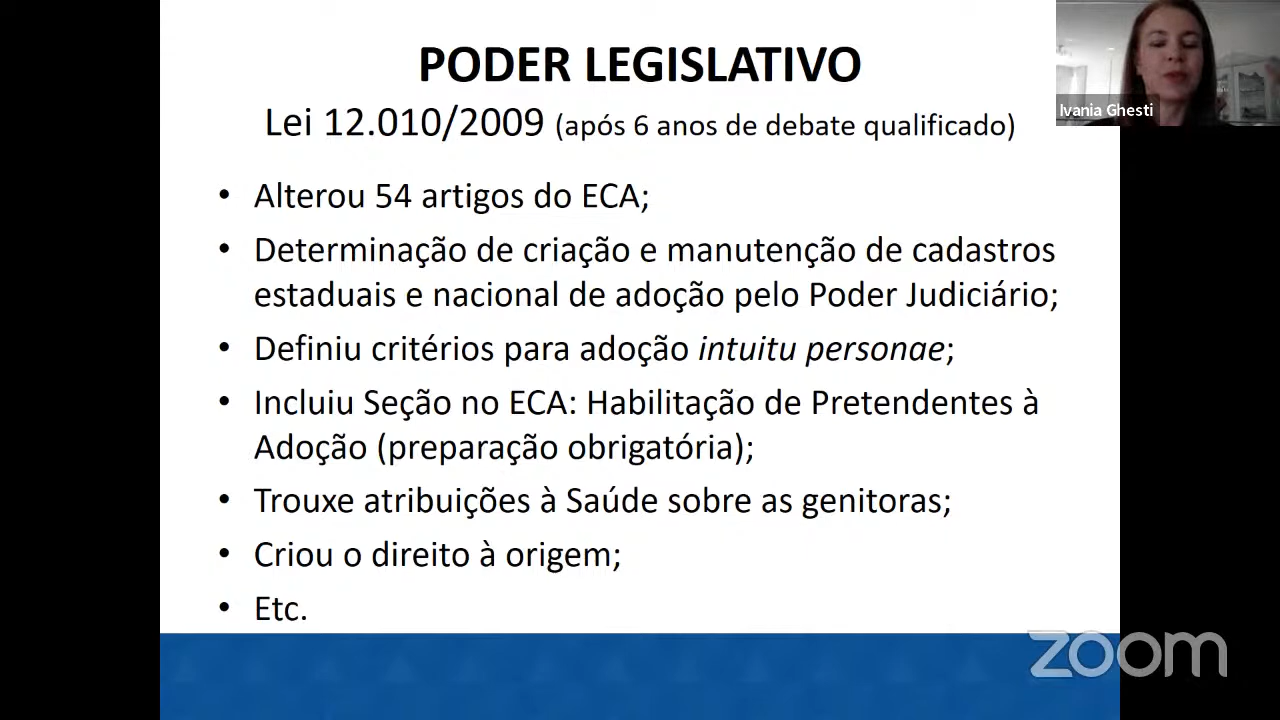 PODER LEGISLATIVO
Lei 12.010/2009 (após 6 anos de debate qualificado)
Ivania Ghesti
• Alterou 54 artigos do ECA;
• Determinação de criação e manutenção de cadastros
estaduais e nacional de adoção pelo Poder Judiciário;
• Definiu critérios para adoção intuitu personae;
• Incluiu Seção no ECA: Habilitação de Pretendentes à
Adoção (preparação obrigatória);
• Trouxe atribuições à Saúde sobre as genitoras;
• Criou o direito à origem;
• Etc.
zoom